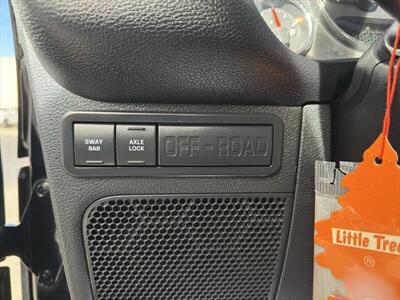 SWAY
BAR
AXLE
LOCK
OFF-ROAD
Little Tree
®